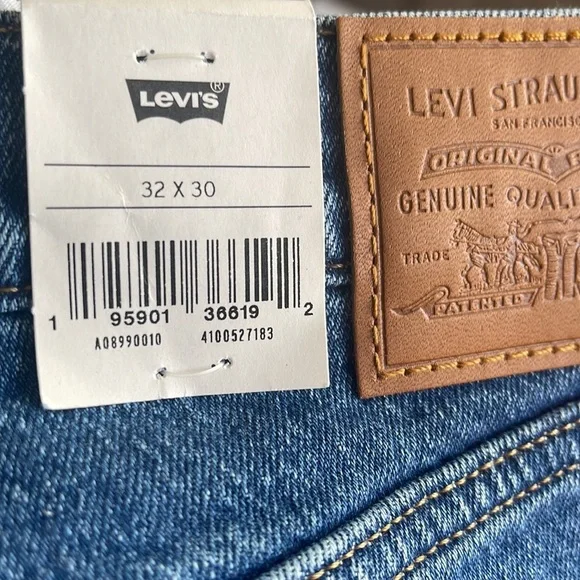 LEVI'S ®
32 X 30
1 95901 36619 2
A08990010 4100527183
LEVI STRAU
SAN FRANCISCO
ORIGINAL
GENUINE QUALI
TRADE
PATENTED